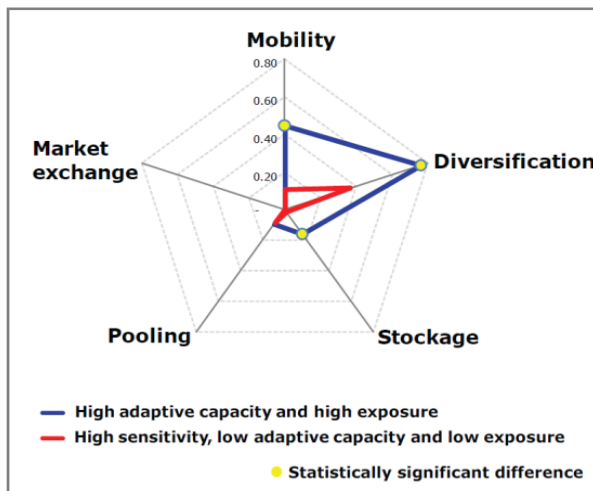 Mobility
0.80
0.60
0.40
0.20
-
Market
exchange
Diversification
Pooling
Stockage
High adaptive capacity and high exposure
High sensitivity, low adaptive capacity and low exposure
Statistically significant difference